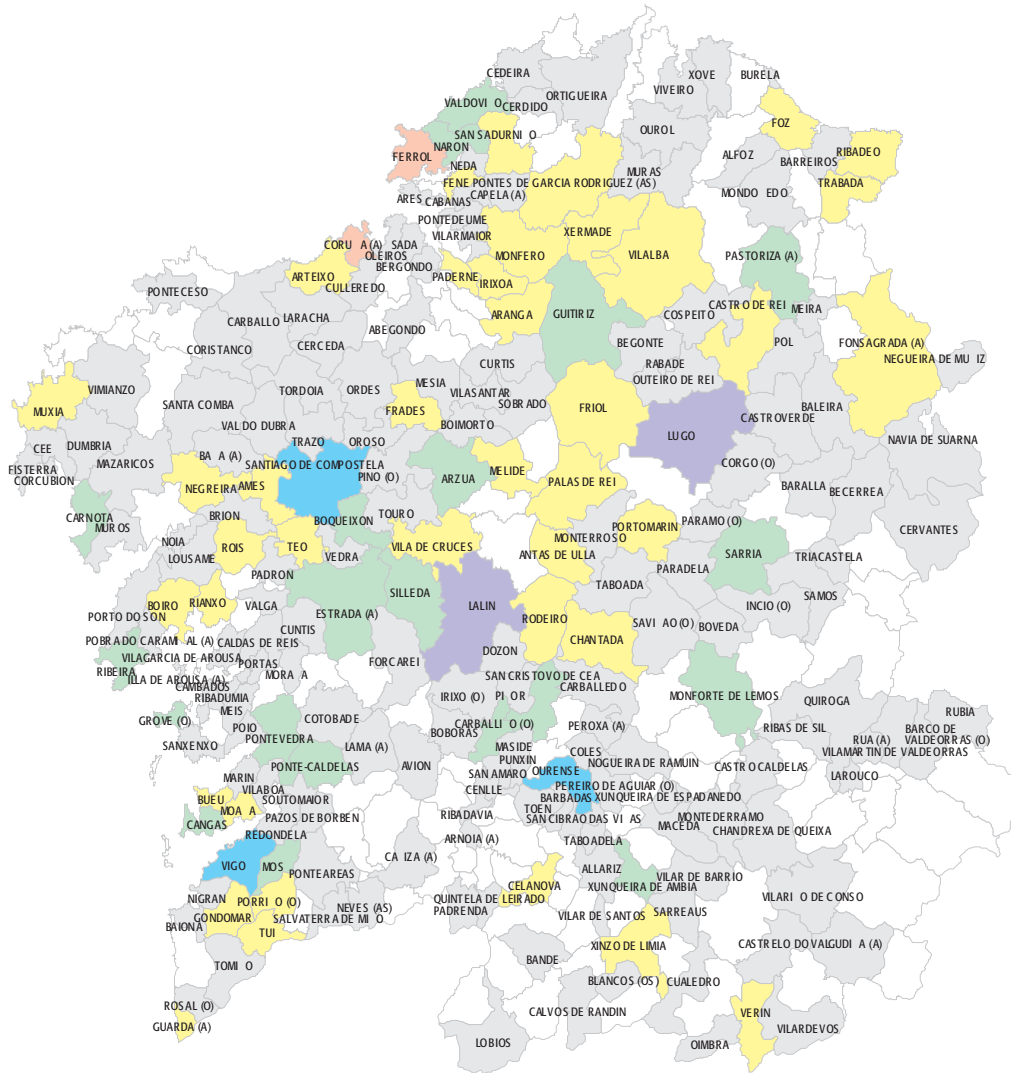 CEDEIRA
XOVE
BURELA
VIVEIRO
ORTIGUEIRA
VALDOVI O
CERDIDO
FOZ
SAN SADURNI O
OUROL
NARON
FERROL
ALFOZ
RIBADEO
BARREIROS
NEDA
MURAS
FENE
PONTES DE GARCIA RODRIGUEZ (AS)
TRABADA
MONDO EDO
CAPELA (A)
ARES
CABANAS
PONTEDEUME
XERMADE
VILARMAIOR
CORU A (A)
SADA
OLEIROS
MONFERO
VILALBA
PASTORIZA (A)
BERGONDO
ARTEIXO
PADERNE
IRIXOA
CULLEREDO
PONTECESO
CASTRO DE REI
MEIRA
LARACHA
ARANGA
GUITIRIZ
COSPEITO
CARBALLO
ABEGONDO
CERCEDA
BEGONTE
POL
FONSAGRADA (A)
CORISTANCO
NEGUEIRA DE MU IZ
CURTIS
RABADE
OUTEIRO DE REI
MESIA
VIMIANZO
TORDOIA
ORDES
VILASANTAR
SANTA COMBA
SOBRADO
FRIOL
BALEIRA
MUXIA
FRADES
CASTROVERDE
VAL DO DUBRA
BOIMORTO
LUGO
TRAZO
OROSO
NAVIA DE SUARNA
DUMBRIA
CEE
BA A (A)
MAZARICOS
SANTIAGO DE COMPOSTELA
CORGO (O)
FISTERRA
CORCUBION
PINO (O)
ARZUA
MELIDE
PALAS DE REI
BARALLA
BECERREA
NEGREIRA
AMES
CARNOTA
BRION
BOQUEIXON
TOURO
PARAMO (O)
MUROS
PORTOMARIN
CERVANTES
NOIA
ROIS
TEO
VILA DE CRUCES
MONTERROSO
LOUSAME
VEDRA
ANTAS DE ULLA
SARRIA
TRIACASTELA
PADRON
PARADELA
TABOADA
SILLEDA
SAMOS
BOIRO
RIANXO
VALGA
LALIN
INCIO (O)
PORTO DO SON
ESTRADA (A)
RODEIRO
SAVI AO (O)
BOVEDA
CUNTIS
CHANTADA
POBRA DO CARAMI AL (A)
CALDAS DE REIS
DOZON
VILAGARCIA DE AROUSA
PORTAS
FORCAREI
RIBEIRA
MORA A
SAN CRISTOVO DE CEA
ILLA DE AROUSA (A)
CAMBADOS
CARBALLEDO
RIBADUMIA
IRIXO (O)
PI OR
MONFORTE DE LEMOS
QUIROGA
MEIS
RUBIA
GROVE (O)
COTOBADE
CARBALLI O (O)
PEROXA (A)
POIO
BOBORAS
RIBAS DE SIL
BARCO DE
VALDEORRAS (O)
SANXENXO
PONTEVEDRA
LAMA (A)
MASIDE
RUA (A)
COLES
VILAMARTIN DE VALDEORRAS
PUNXIN
AVION
NOGUEIRA DE RAMUIN
PONTE-CALDELAS
SAN AMARO
OURENSE
CASTRO CALDELAS
MARIN
LAROUCO
VILABOA
CENLLE
PEREIRO DE AGUIAR (O)
BUEU
SOUTOMAIOR
BARBADAS
XUNQUEIRA DE ESPADANEDO
MOA A
TOEN
PAZOS DE BORBEN
RIBADAVIA
SAN CIBRAO DAS VI AS
MONTEDERRAMO
CANGAS
MACEDA
REDONDELA
ARNOIA (A)
CHANDREXA DE QUEIXA
TABOADELA
CA IZA (A)
VIGO
MOS
PONTEAREAS
ALLARIZ
VILAR DE BARRIO
CELANOVA
XUNQUEIRA DE AMBIA
NIGRAN
PORRI O (O)
QUINTELA DE LEIRADO
VILARI O DE CONSO
NEVES (AS)
PADRENDA
SARREAUS
GONDOMAR
SALVATERRA DE MI O
VILAR DE SANTOS
BAIONA
TUI
XINZO DE LIMIA
CASTRELO DO VAL
GUDI A (A)
BANDE
TOMI O
BLANCOS (OS)
CUALEDRO
ROSAL (O)
CALVOS DE RANDIN
VERIN
GUARDA (A)
VILARDEVOS
LOBIOS
OIMBRA